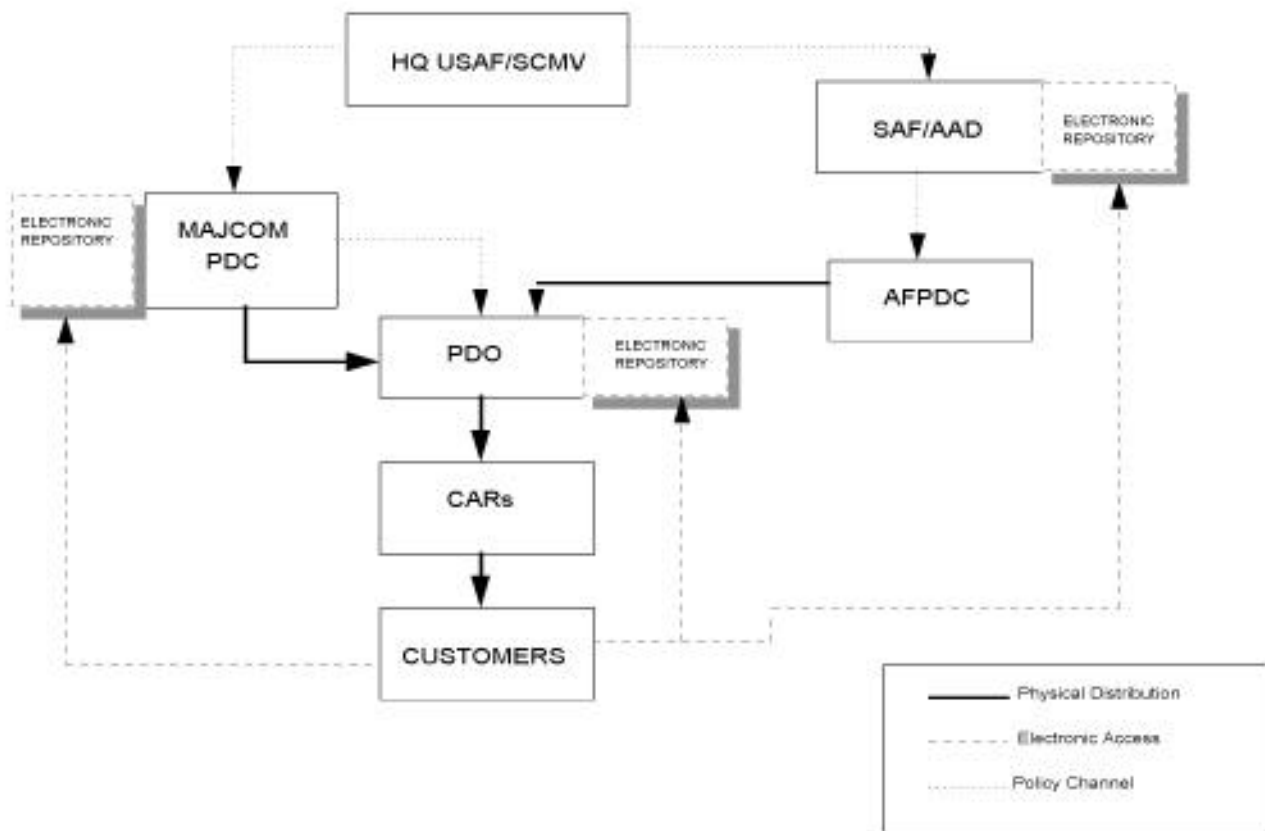 HQ USAF/SCMV
SAF/AAD
ELECTRONIC
REPOSITORY
ELECTRONIC
REPOSITORY
MAJCOM
PDC
AFPDC
PDO
ELECTRONIC
REPOSITORY
CARs
CUSTOMERS
Physical Distribution
Electronic Access
Policy Channel